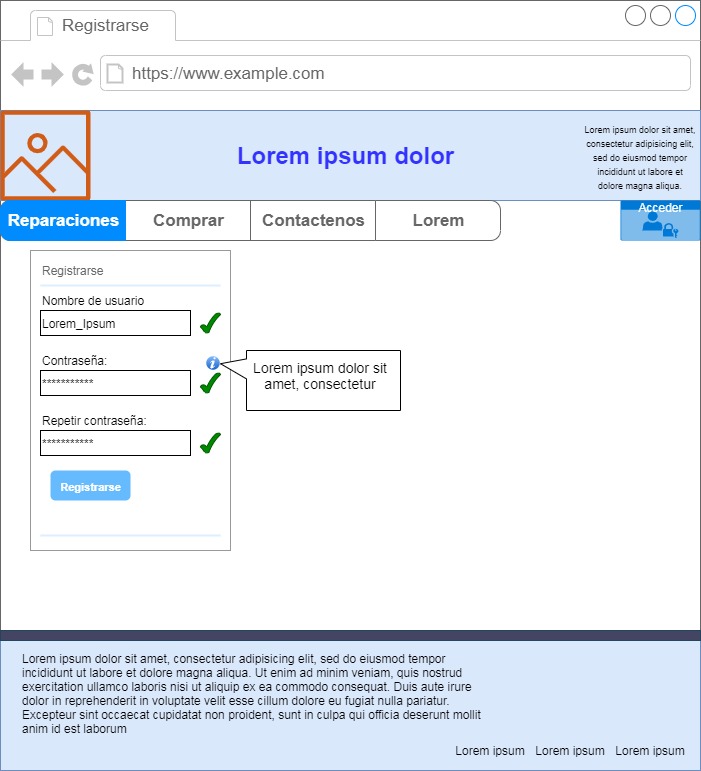 Registrarse
https://www.example.com
Lorem ipsum dolor
Lorem ipsum dolor sit amet,
consectetur adipisicing elit,
sed do eiusmod tempor
incididunt ut labore et
dolore magna aliqua.
Reparaciones
Comprar
Contactenos
Lorem
Acceder
Registrarse
Nombre de usuario
Lorem_Ipsum
Contraseña:
***********
Lorem ipsum dolor sit
amet, consectetur
Repetir contraseña:
***********
Registrarse
Lorem ipsum dolor sit amet, consectetur adipisicing elit, sed do eiusmod tempor
incididunt ut labore et dolore magna aliqua. Ut enim ad minim veniam, quis nostrud
exercitation ullamco laboris nisi ut aliquip ex ea commodo consequat. Duis aute irure
dolor in reprehenderit in voluptate velit esse cillum dolore eu fugiat nulla pariatur.
Excepteur sint occaecat cupidatat non proident, sunt in culpa qui officia deserunt mollit
anim id est laborum
Lorem ipsum Lorem ipsum Lorem ipsum